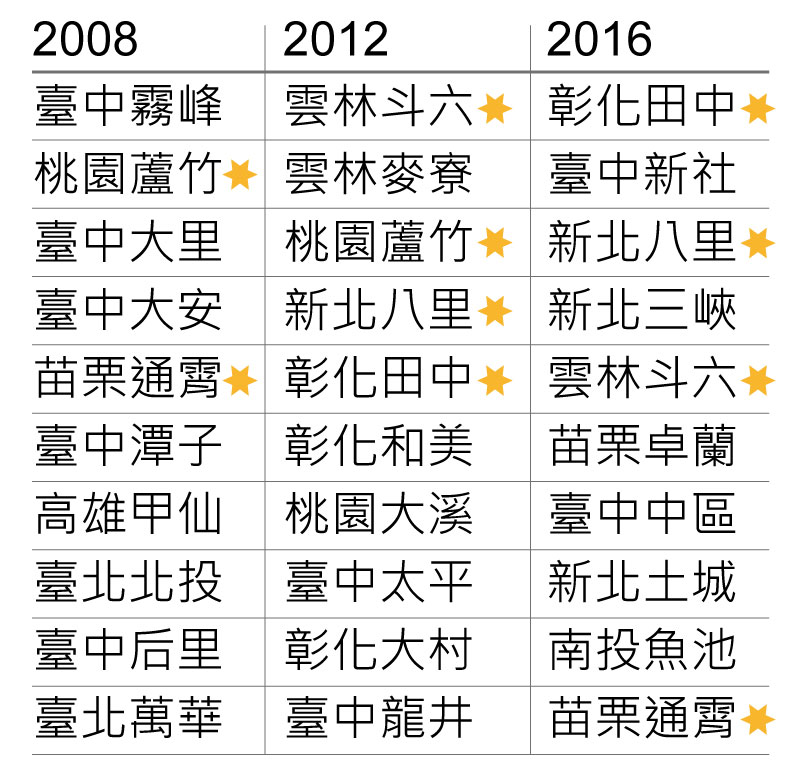 2008 2012 2016
臺中霧峰 雲林斗六 彰化田中
桃園蘆竹 雲林麥寮 臺中新社
臺中大里 桃園蘆竹 新北八里
臺中大安 新北八里 新北三峽
苗栗通霄 彰化田中 雲林斗六
臺中潭子 彰化和美 苗栗卓蘭
高雄甲仙 桃園大溪 臺中中區
臺北北投 臺中太平 新北土城
臺中后里 彰化大村 南投魚池
臺北萬華 臺中龍井 苗栗通霄